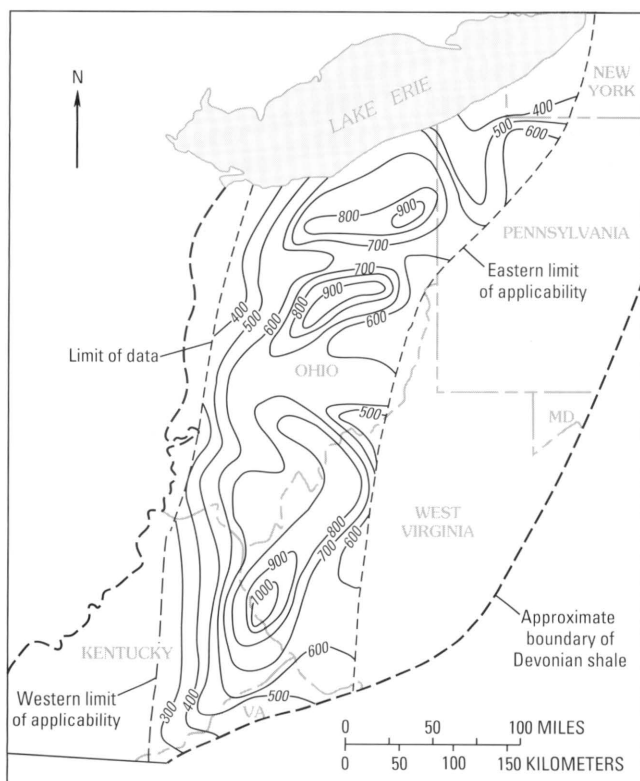 N
LAKE ERIE
NEW
YORK
400
500
600
800
900
700
PENNSYLVANIA
700
900
800
Eastern limit
of applicability
400
500
600
600
Limit of data
OHIO
500
MD
WEST
VIRGINIA
800
700
600
900
1000
Approximate
boundary of
Devonian shale
KENTUCKY
600
Western limit
of applicability
300
400
500
VA
0 50 100 MILES
0 50 100 150 KILOMETERS